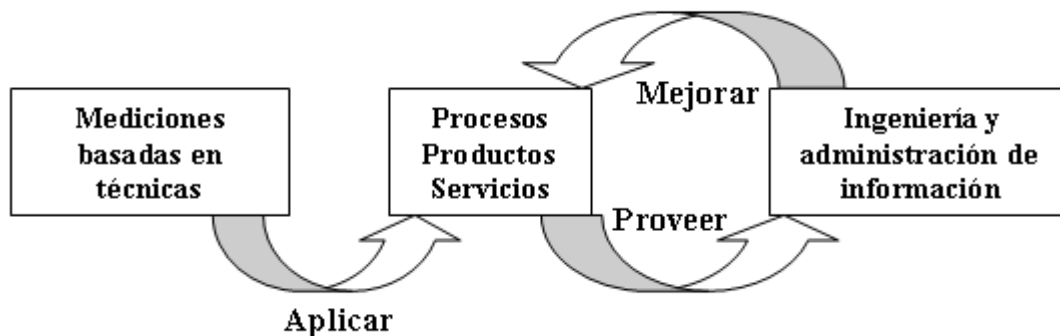 Mediciones
basadas en
técnicas
Aplicar
Procesos
Productos
Servicios
Proveer
Mejorar
Ingeniería y
administración de
información